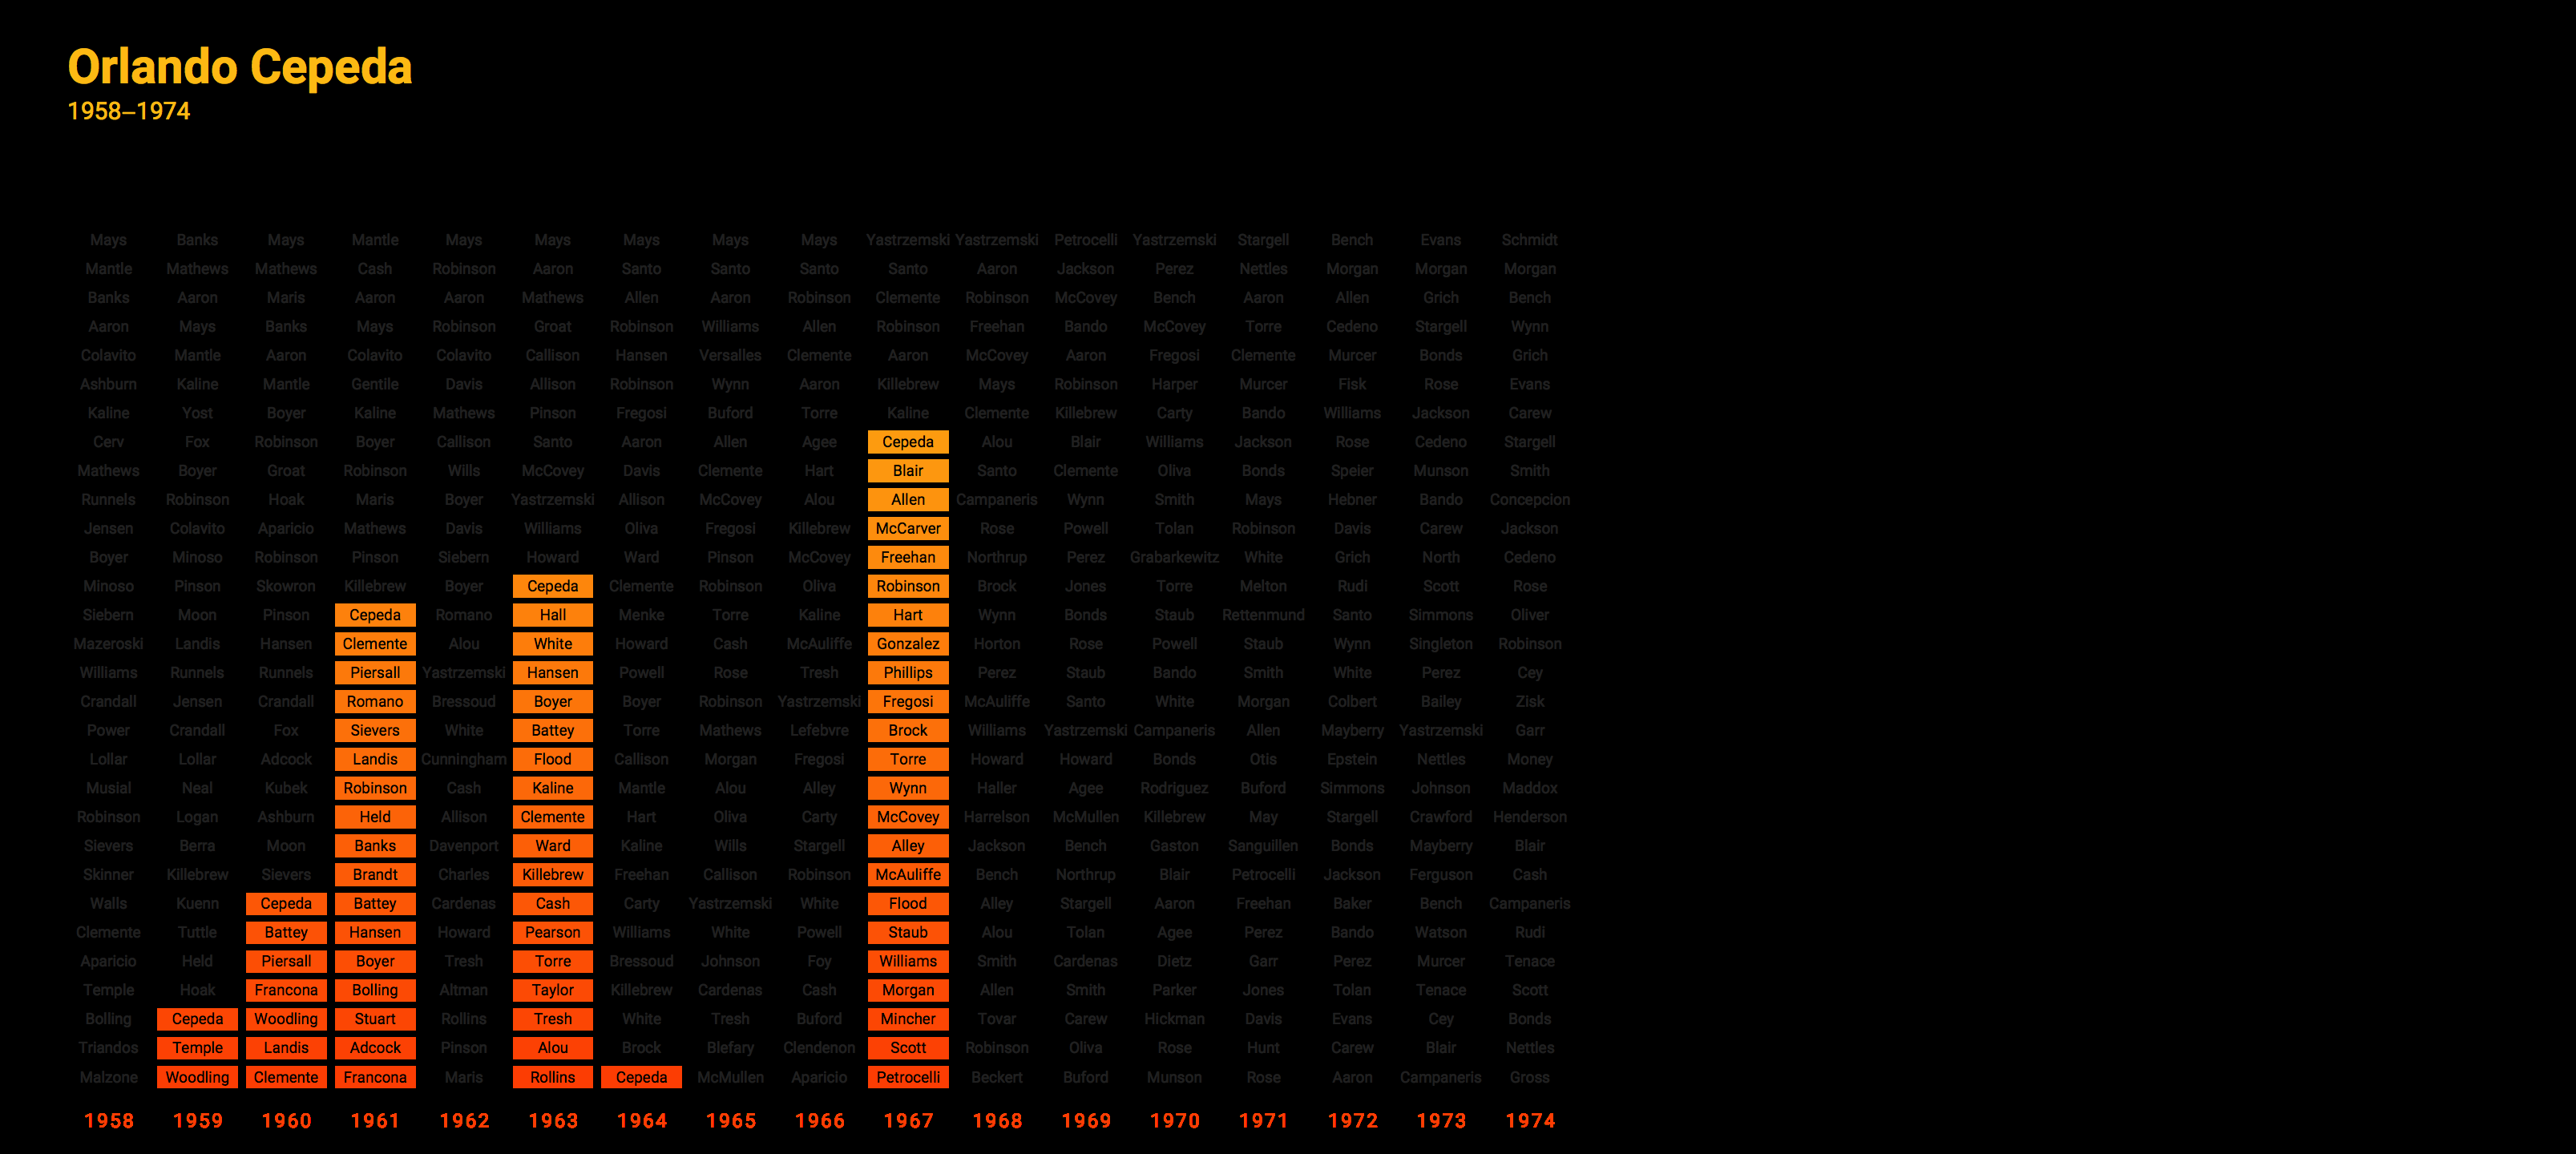 Orlando Cepeda
1958–1974
Mays Banks Mays Mantle Mays Mays Mays Mays Mays Yastrzemski Yastrzemski Petrocelli Yastrzemski Stargell Bench Evans Schmidt
Mantle Mathews Mathews Cash Robinson Aaron Santo Santo Santo Santo Aaron Jackson Perez Nettles Morgan Morgan Morgan
Banks Aaron Maris Aaron Aaron Mathews Allen Aaron Robinson Clemente Robinson McCovey Bench Aaron Allen Grich Bench
Aaron Mays Banks Mays Robinson Groat Robinson Williams Allen Robinson Freehan Bando McCovey Torre Cedeno Stargell Wynn
Colavito Mantle Aaron Colavito Colavito Callison Hansen Versalles Clemente Aaron McCovey Aaron Fregosi Clemente Murcer Bonds Grich
Ashburn Kaline Mantle Gentile Davis Allison Robinson Wynn Aaron Killebrew Mays Robinson Harper Murcer Fisk Rose Evans
Kaline Yost Boyer Kaline Mathews Pinson Fregosi Buford Torre Kaline Clemente Killebrew Carty Bando Williams Jackson Carew
Cerv Fox Robinson Boyer Callison Santo Aaron Allen Agee Cepeda Alou Blair Williams Jackson Rose Cedeno Stargell
Mathews Boyer Groat Robinson Wills McCovey Davis Clemente Hart Blair Santo Clemente Oliva Bonds Speier Munson Smith
Runnels Robinson Hoak Maris Boyer Yastrzemski Allison McCovey Alou Allen Campaneris Wynn Smith Mays Hebner Bando Concepcion
Jensen Colavito Aparicio Mathews Davis Williams Oliva Fregosi Killebrew McCarver Rose Powell Tolan Robinson Davis Carew Jackson
Boyer Minoso Robinson Pinson Siebern Howard Ward Pinson McCovey Freehan Northrup Perez Grabarkewitz White Grich North Cedeno
Minoso Pinson Skowron Killebrew Boyer Cepeda Clemente Robinson Oliva Robinson Brock Jones Torre Melton Rudi Scott Rose
Siebern Moon Pinson Cepeda Romano Hall Menke Torre Kaline Hart Wynn Bonds Staub Rettenmund Santo Simmons Oliver
Mazeroski Landis Hansen Clemente Alou White Howard Cash McAuliffe Gonzalez Horton Rose Powell Staub Wynn Singleton Robinson
Williams Runnels Runnels Piersall Yastrzemski Hansen Powell Rose Tresh Phillips Perez Staub Bando Smith White Perez Cey
Crandall Jensen Crandall Romano Bressoud Boyer Boyer Robinson Yastrzemski Fregosi McAuliffe Santo White Morgan Colbert Bailey Zisk
Power Crandall Fox Sievers White Battey Torre Mathews Lefebvre Brock Williams Yastrzemski Campaneris Allen Mayberry Yastrzemski Garr
Lollar Lollar Adcock Landis Cunningham Flood Callison Morgan Fregosi Torre Howard Howard Bonds Otis Epstein Nettles Money
Musial Neal Kubek Robinson Cash Kaline Mantle Alou Alley Wynn Haller Agee Rodriguez Buford Simmons Johnson Maddox
Robinson Logan Ashburn Held Allison Clemente Hart Oliva Carty McCovey Harrelson McMullen Killebrew May Stargell Crawford Henderson
Sievers Berra Moon Banks Davenport Ward Kaline Wills Stargell Alley Jackson Bench Gaston Sanguillen Bonds Mayberry Blair
Skinner Killebrew Sievers Brandt Charles Killebrew Freehan Callison Robinson McAuliffe Bench Northrup Blair Petrocelli Jackson Ferguson Cash
Walls Kuenn Cepeda Battey Cardenas Cash Carty Yastrzemski White Flood Alley Stargell Aaron Freehan Baker Bench Campaneris
Clemente Tuttle Battey Hansen Howard Pearson Williams White Powell Staub Alou Tolan Agee Perez Bando Watson Rudi
Aparicio Held Piersall Boyer Tresh Torre Bressoud Johnson Foy Williams Smith Cardenas Dietz Garr Perez Murcer Tenace
Temple Hoak Francona Bolling Altman Taylor Killebrew Cardenas Cash Morgan Allen Smith Parker Jones Tolan Tenace Scott
Bolling Cepeda Woodling Stuart Rollins Tresh White Tresh Buford Mincher Tovar Carew Hickman Davis Evans Cey Bonds
Triandos Temple Landis Adcock Pinson Alou Brock Blefary Clendenon Scott Robinson Oliva Rose Hunt Carew Blair Nettles
Malzone Woodling Clemente Francona Maris Rollins Cepeda McMullen Aparicio Petrocelli Beckert Buford Munson Rose Aaron Campaneris Gross
1958 1959 1960 1961 1962 1963 1964 1965 1966 1967 1968 1969 1970 1971 1972 1973 1974